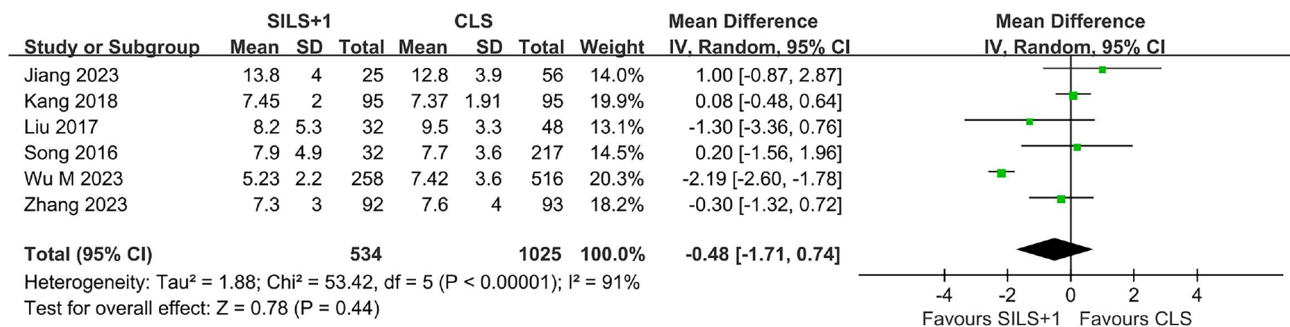 SILS+1 CLS Mean Difference Mean Difference
Study or Subgroup Mean SD Total Mean SD Total Weight IV, Random, 95% CI IV, Random, 95% CI
Jiang 2023 13.8 4 25 12.8 3.9 56 14.0% 1.00 [-0.87, 2.87]
Kang 2018 7.45 2 95 7.37 1.91 95 19.9% 0.08 [-0.48, 0.64]
Liu 2017 8.2 5.3 32 9.5 3.3 48 13.1% -1.30 [-3.36, 0.76]
Song 2016 7.9 4.9 32 7.7 3.6 217 14.5% 0.20 [-1.56, 1.96]
Wu M 2023 5.23 2.2 258 7.42 3.6 516 20.3% -2.19 [-2.60, -1.78]
Zhang 2023 7.3 3 92 7.6 4 93 18.2% -0.30 [-1.32, 0.72]
Total (95% CI) 534 1025 100.0% -0.48 [-1.71, 0.74]
Heterogeneity: Tau² = 1.88; Chi² = 53.42, df = 5 (P < 0.00001); I² = 91%
Test for overall effect: Z = 0.78 (P = 0.44)
-4 -2 0 2 4
Favours SILS+1 Favours CLS